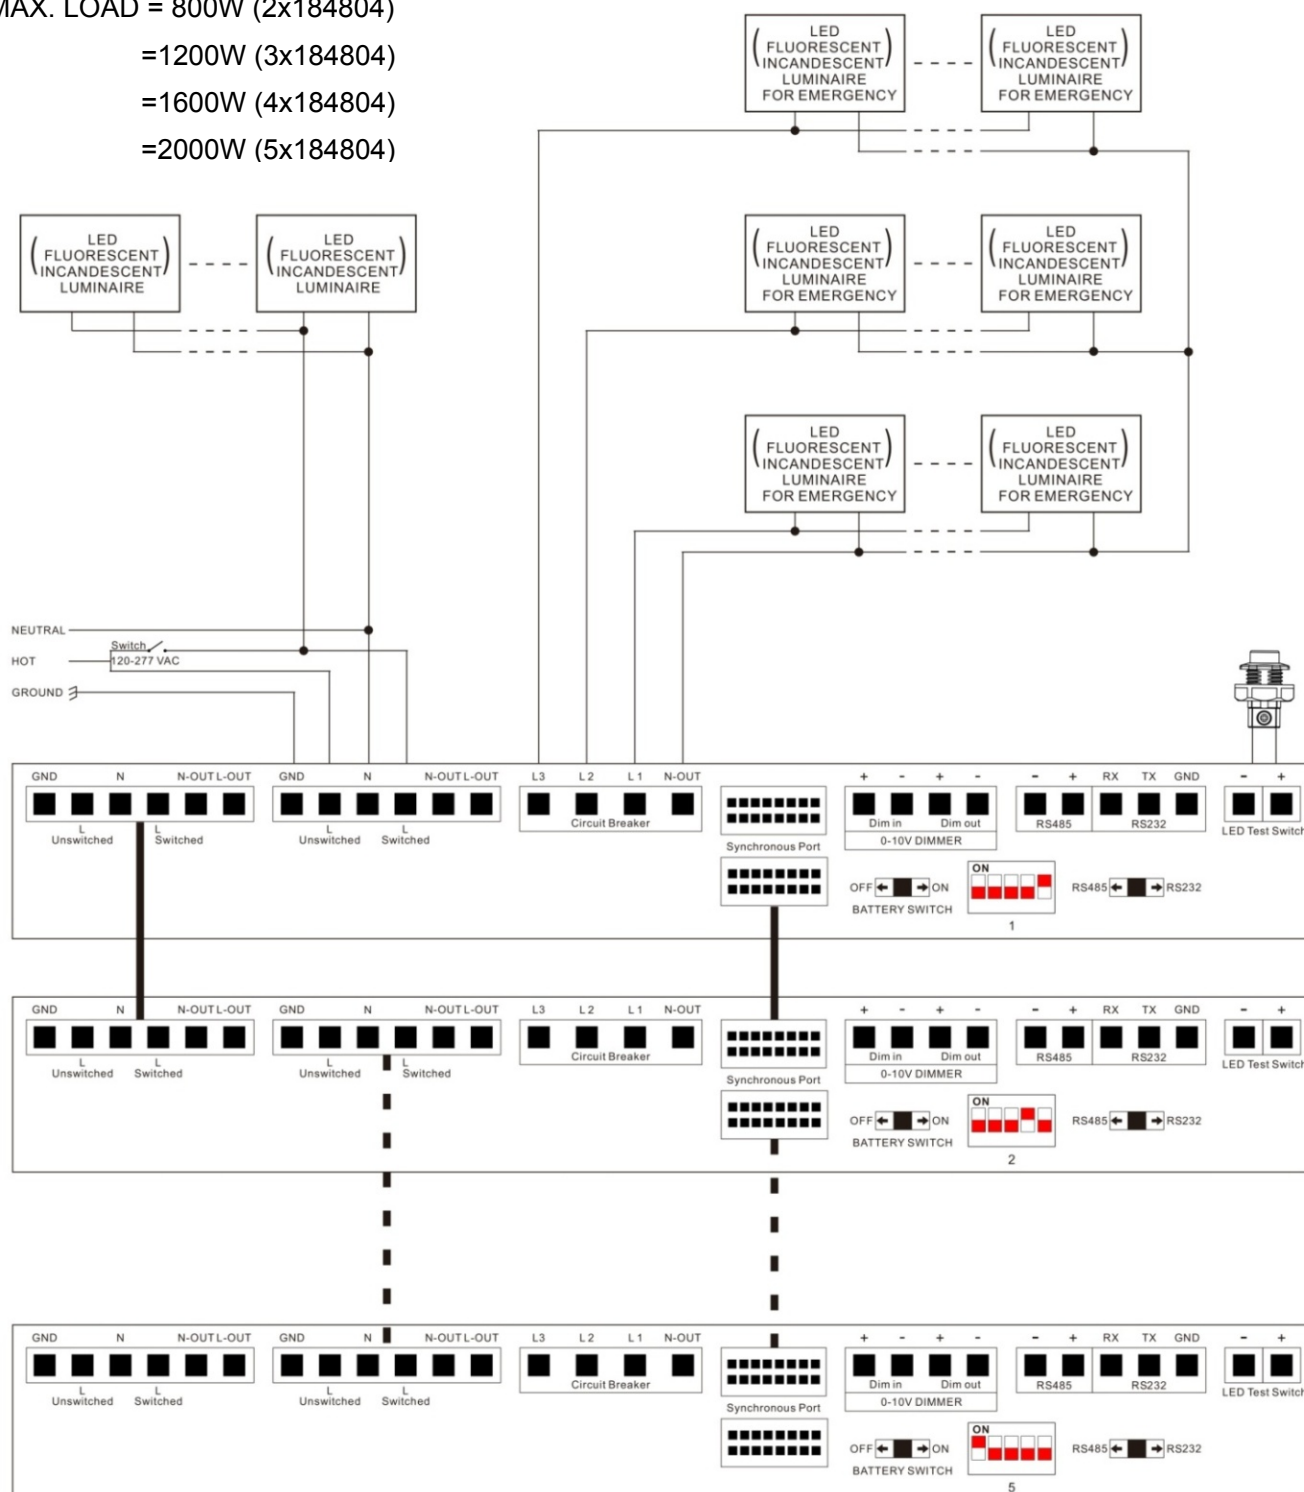 MAX. LOAD = 800W (2x184804)
=1200W (3x184804)
=1600W (4x184804)
=2000W (5x184804)
LED
FLUORESCENT
INCANDESCENT
LUMINAIRE
FOR EMERGENCY
LED
FLUORESCENT
INCANDESCENT
LUMINAIRE
FOR EMERGENCY
LED
FLUORESCENT
INCANDESCENT
LUMINAIRE
LED
FLUORESCENT
INCANDESCENT
LUMINAIRE
LED
FLUORESCENT
INCANDESCENT
LUMINAIRE
FOR EMERGENCY
LED
FLUORESCENT
INCANDESCENT
LUMINAIRE
FOR EMERGENCY
LED
FLUORESCENT
INCANDESCENT
LUMINAIRE
FOR EMERGENCY
LED
FLUORESCENT
INCANDESCENT
LUMINAIRE
FOR EMERGENCY
NEUTRAL
Switch
HOT 120-277 VAC
GROUND
GND N N-OUT L-OUT GND N N-OUT L-OUT L3 L2 L1 N-OUT + - + - - + RX TX GND - +
L L L L Circuit Breaker Dim in Dim out RS485 RS232 LED Test Switch
Unswitched Switched Unswitched Switched Synchronous Port 0-10V DIMMER
ON
OFF ON RS485 RS232
BATTERY SWITCH
1
GND N N-OUT L-OUT GND N N-OUT L-OUT L3 L2 L1 N-OUT + - + - - + RX TX GND - +
L L L L Circuit Breaker Dim in Dim out RS485 RS232 LED Test Switch
Unswitched Switched Unswitched Switched Synchronous Port 0-10V DIMMER
ON
OFF ON RS485 RS232
BATTERY SWITCH
2
GND N N-OUT L-OUT GND N N-OUT L-OUT L3 L2 L1 N-OUT + - + - - + RX TX GND - +
L L L L Circuit Breaker Dim in Dim out RS485 RS232 LED Test Switch
Unswitched Switched Unswitched Switched Synchronous Port 0-10V DIMMER
ON
OFF ON RS485 RS232
BATTERY SWITCH
5